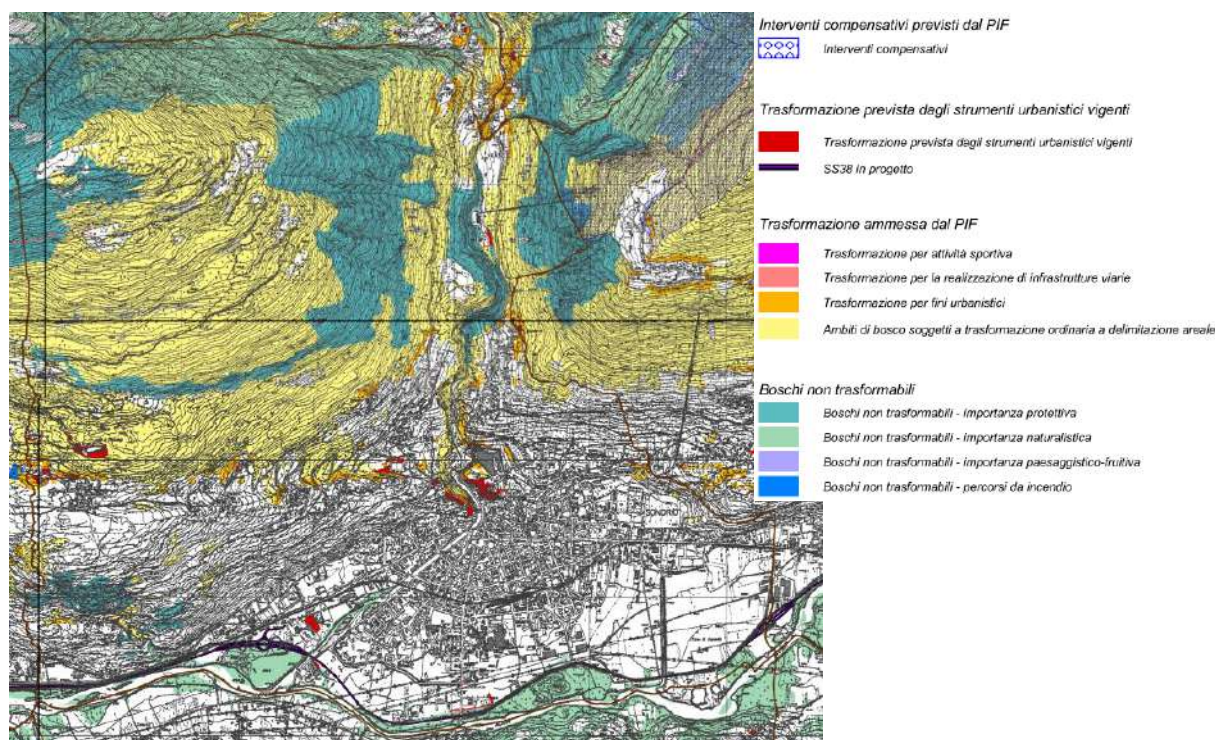 Interventi compensativi previsti dal PIF
Interventi compensativi
Trasformazione prevista dagli strumenti urbanistici vigenti
Trasformazione prevista dagli strumenti urbanistici vigenti
SS38 in progetto
Trasformazione ammessa dal PIF
Trasformazione per attività sportiva
Trasformazione per la realizzazione di infrastrutture viarie
Trasformazione per fini urbanistici
Ambiti di bosco soggetti a trasformazione ordinaria a delimitazione areale
Boschi non trasformabili
Boschi non trasformabili - importanza protettiva
Boschi non trasformabili - importanza naturalistica
Boschi non trasformabili - importanza paesaggistico-fruitiva
Boschi non trasformabili - percorsi da incendio
SONDRIO